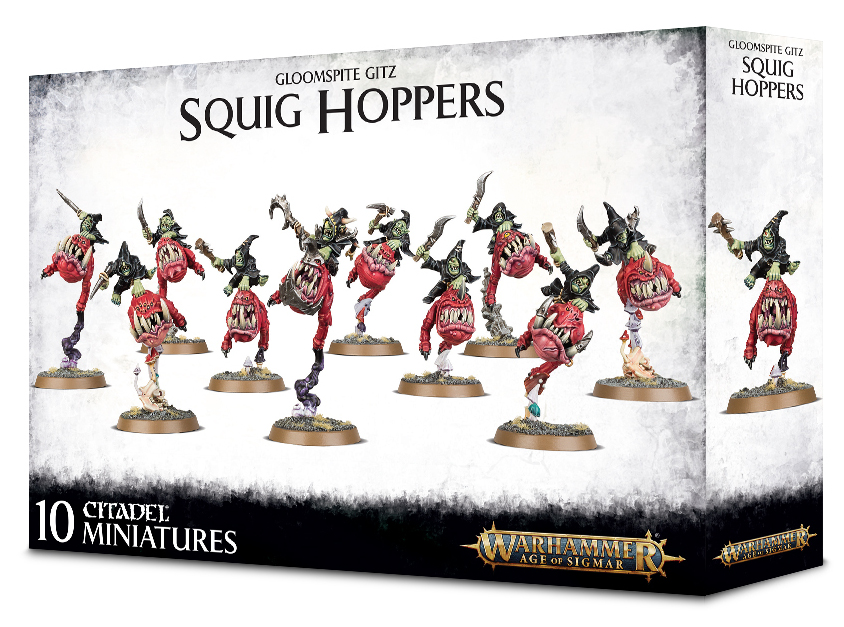 GLOOMSPITE GITZ
SQUIG HOPPERS
10 CITADEL
MINIATURES
WARHAMMER
AGE OF SIGMAR
GLOOMSPITE GITZ
SQUIG
HOPPERS
WARHAMMER
AGE OF SIGMAR